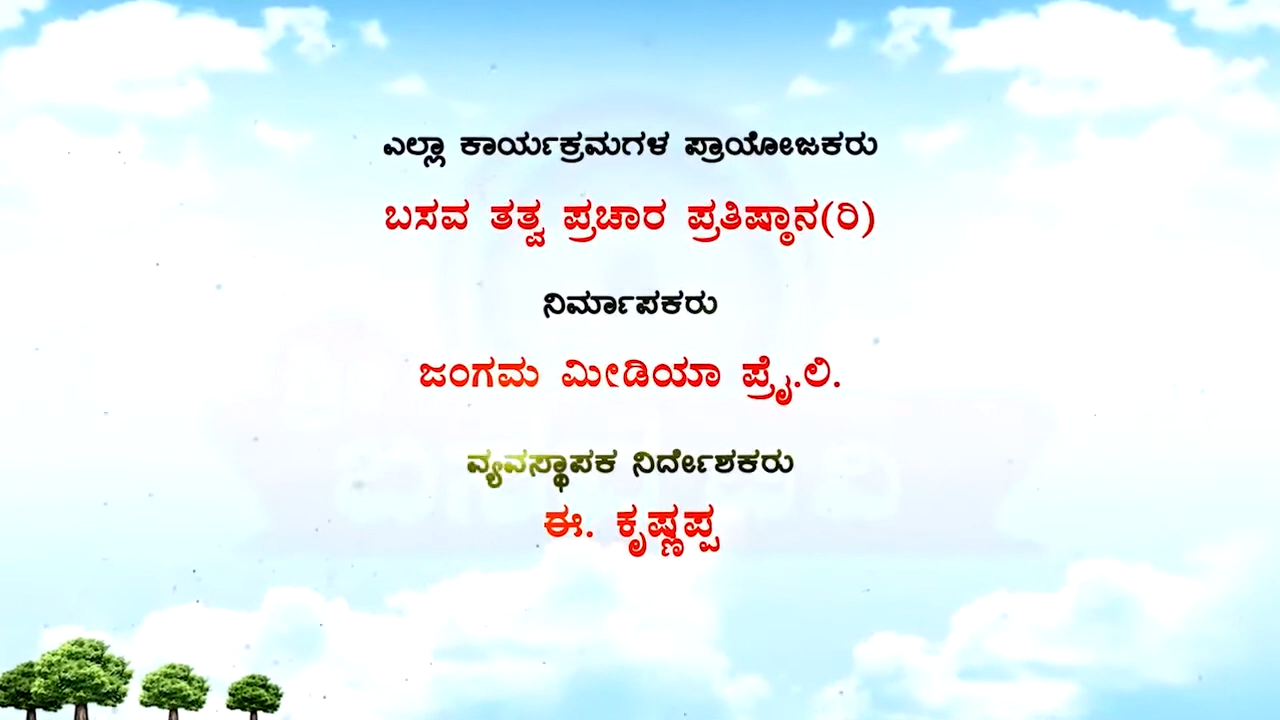 ಎಲ್ಲಾ ಕಾರ್ಯಕ್ರಮಗಳ ಪ್ರಾಯೋಜಕರು
ಬಸವ ತತ್ವ ಪ್ರಚಾರ ಪ್ರತಿಷ್ಠಾನ(ರಿ)
ನಿರ್ಮಾಪಕರು
ಜಂಗಮ ಮೀಡಿಯಾ ಪ್ರೈ.ಲಿ.
ವ್ಯವಸ್ಥಾಪಕ ನಿರ್ದೇಶಕರು
ಈ. ಕೃಷ್ಣಪ್ಪ